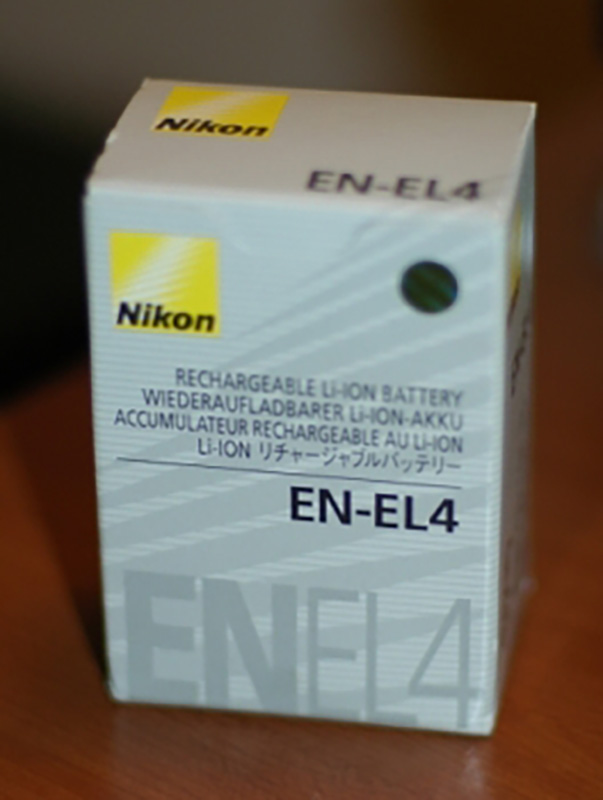 Nikon
EN-EL4
Nikon
RECHARGEABLE Li-ION BATTERY
WIEDERAUFLADBARER Li-ION-AKKU
ACCUMULATEUR RECHARGEABLE AU Li-ION
Li-ION リチャージャブルバッテリー
EN-EL4
ENEL4